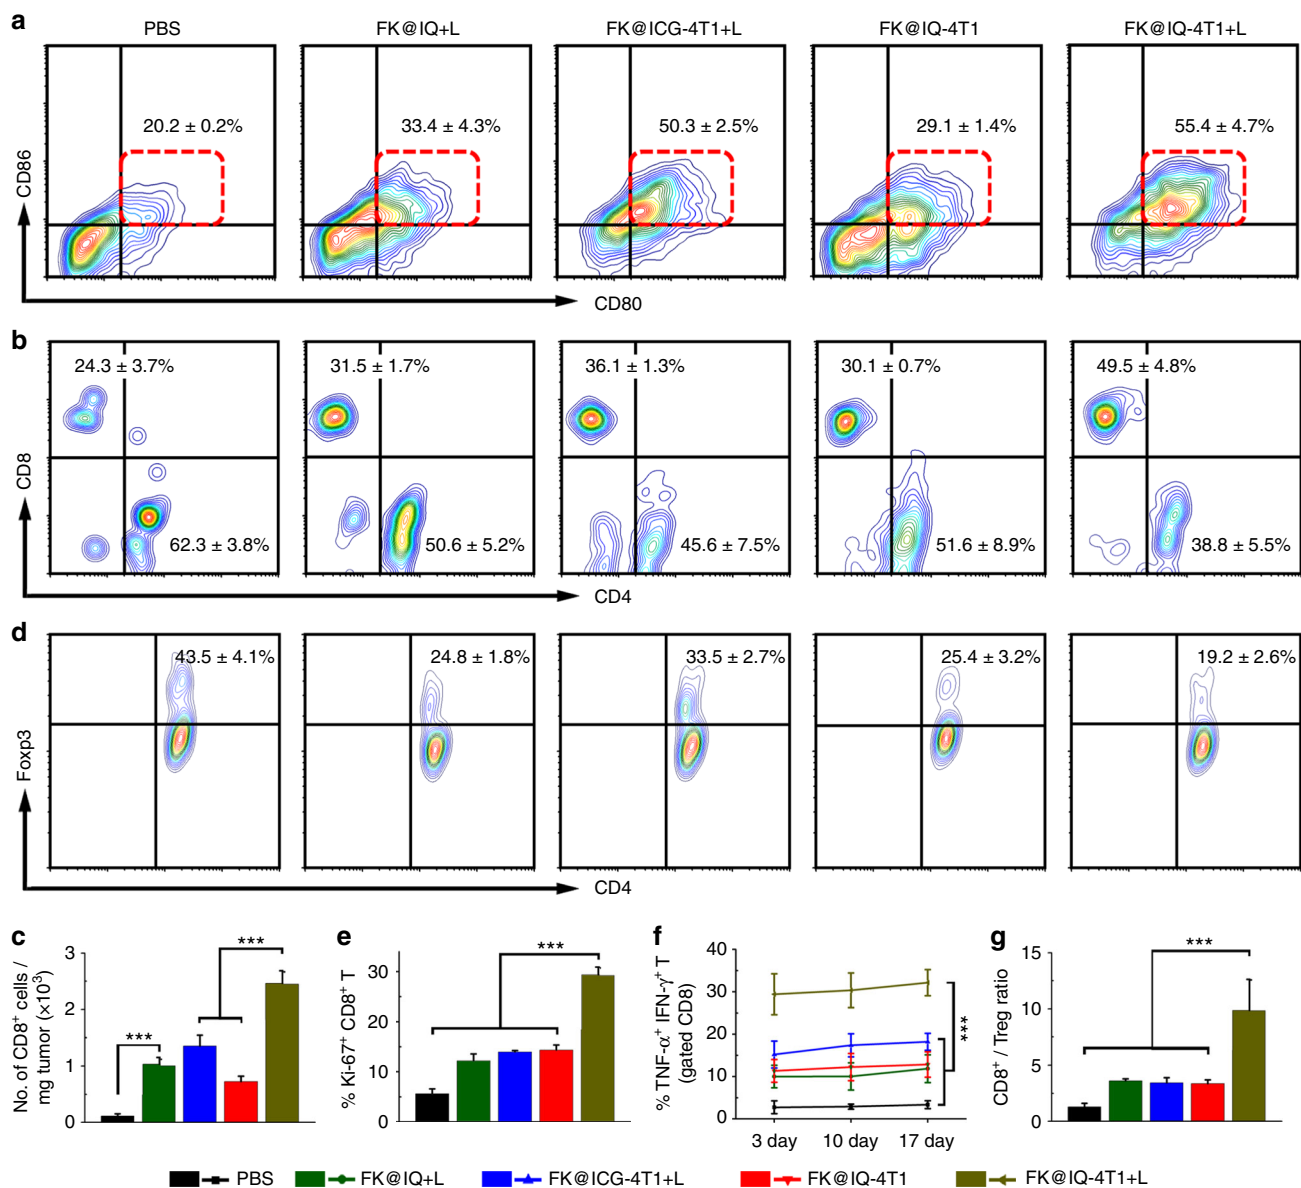 a
PBS
FK@IQ+L
FK@ICG-4T1+L
FK@IQ-4T1
FK@IQ-4T1+L
20.2 ± 0.2%
33.4 ± 4.3%
50.3 ± 2.5%
29.1 ± 1.4%
55.4 ± 4.7%
CD86
CD80
b
24.3 ± 3.7%
31.5 ± 1.7%
36.1 ± 1.3%
30.1 ± 0.7%
49.5 ± 4.8%
CD8
62.3 ± 3.8%
50.6 ± 5.2%
45.6 ± 7.5%
51.6 ± 8.9%
38.8 ± 5.5%
CD4
d
43.5 ± 4.1%
24.8 ± 1.8%
33.5 ± 2.7%
25.4 ± 3.2%
19.2 ± 2.6%
Foxp3
CD4
c
No. of CD8⁺ cells /
mg tumor (×10³)
3
2
1
0
***
***
e
% Ki-67⁺ CD8⁺ T
30
20
10
0
***
f
% TNF-α⁺ IFN-γ⁺ T
(gated CD8)
40
30
20
10
0
***
3 day
10 day
17 day
g
CD8⁺ / Treg ratio
15
10
5
0
***
PBS
FK@IQ+L
FK@ICG-4T1+L
FK@IQ-4T1
FK@IQ-4T1+L